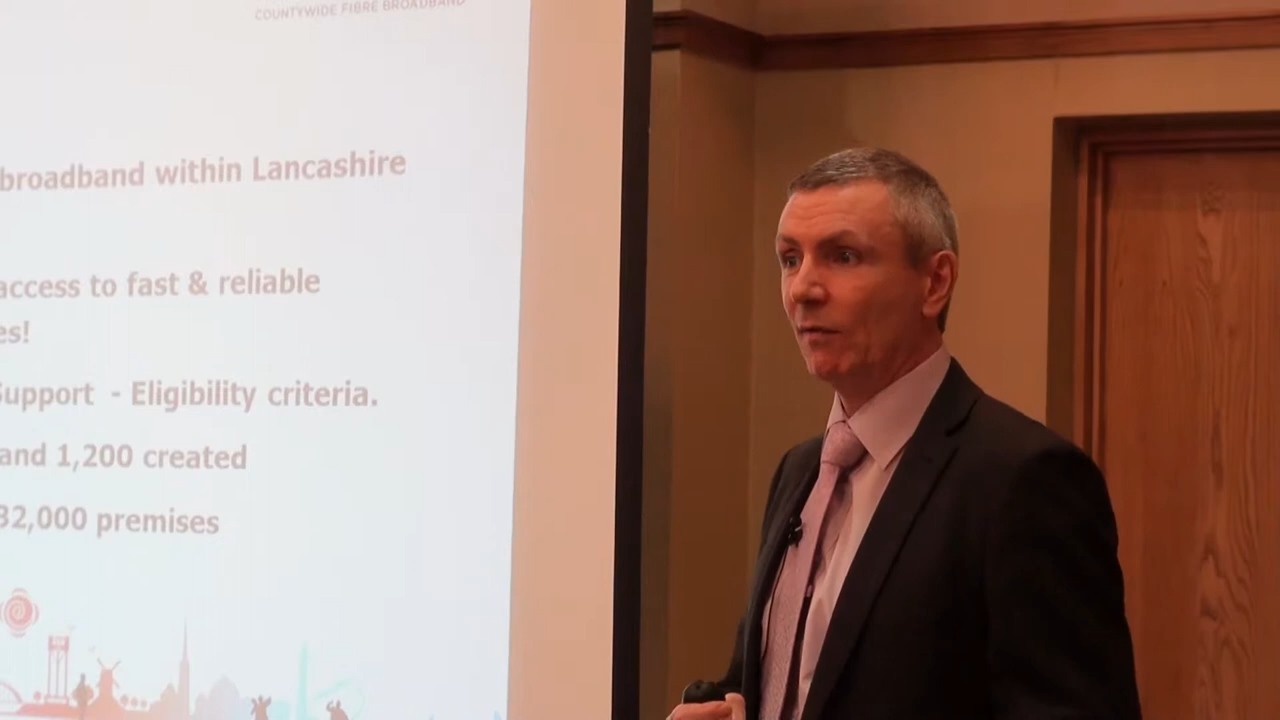 COUNTYWIDE FIBRE BROADBAND
broadband within Lancashire
access to fast & reliable
es!
Support - Eligibility criteria.
and 1,200 created
32,000 premises